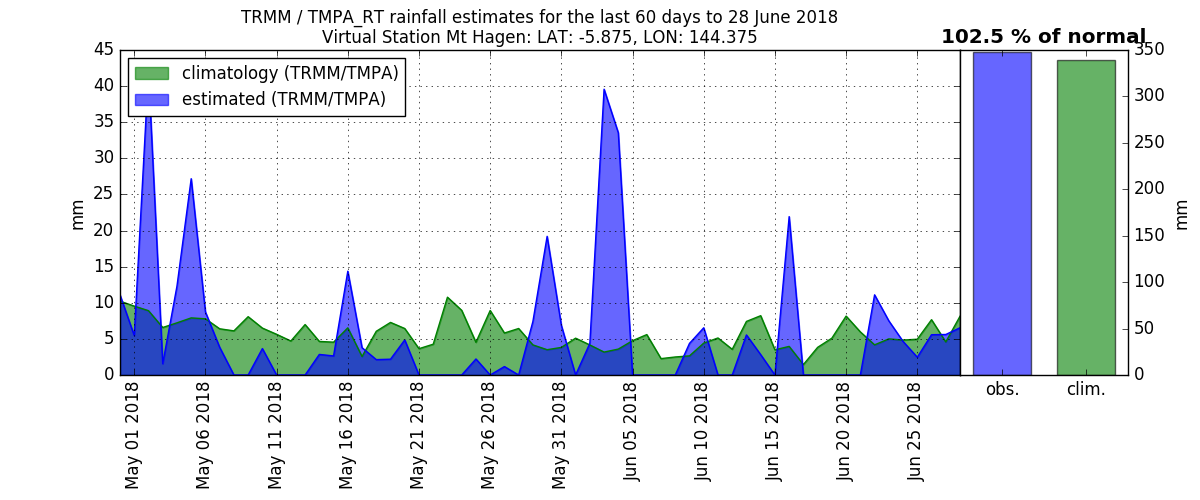 TRMM / TMPA_RT rainfall estimates for the last 60 days to 28 June 2018
Virtual Station Mt Hagen: LAT: -5.875, LON: 144.375
102.5 % of normal
climatology (TRMM/TMPA)
estimated (TRMM/TMPA)
45
40
35
30
25
20
15
10
5
0
mm
May 01 2018
May 06 2018
May 11 2018
May 16 2018
May 21 2018
May 26 2018
May 31 2018
Jun 05 2018
Jun 10 2018
Jun 15 2018
Jun 20 2018
Jun 25 2018
obs.
clim.
350
300
250
200
150
100
50
0
mm